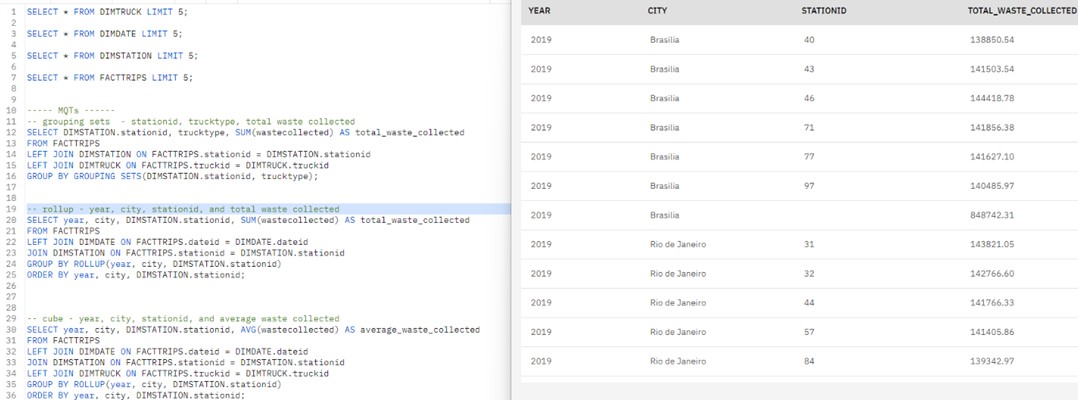 1 SELECT * FROM DIMTRUCK LIMIT 5;
2
3 SELECT * FROM DIMDATE LIMIT 5;
4
5 SELECT * FROM DIMSTATION LIMIT 5;
6
7 SELECT * FROM FACTTRIPS LIMIT 5;
8
9
10 ----- MQTs ------
11 -- grouping sets  - stationid, trucktype, total waste collected
12 SELECT DIMSTATION.stationid, trucktype, SUM(wastecollected) AS total_waste_collected
13 FROM FACTTRIPS
14 LEFT JOIN DIMSTATION ON FACTTRIPS.stationid = DIMSTATION.stationid
15 LEFT JOIN DIMTRUCK ON FACTTRIPS.truckid = DIMTRUCK.truckid
16 GROUP BY GROUPING SETS(DIMSTATION.stationid, trucktype);
17
18
19 -- rollup - year, city, stationid, and total waste collected
20 SELECT year, city, DIMSTATION.stationid, SUM(wastecollected) AS total_waste_collected
21 FROM FACTTRIPS
22 LEFT JOIN DIMDATE ON FACTTRIPS.dateid = DIMDATE.dateid
23 JOIN DIMSTATION ON FACTTRIPS.stationid = DIMSTATION.stationid
24 GROUP BY ROLLUP(year, city, DIMSTATION.stationid)
25 ORDER BY year, city, DIMSTATION.stationid;
26
27
28
29 -- cube - year, city, stationid, and average waste collected
30 SELECT year, city, DIMSTATION.stationid, AVG(wastecollected) AS average_waste_collected
31 FROM FACTTRIPS
32 LEFT JOIN DIMDATE ON FACTTRIPS.dateid = DIMDATE.dateid
33 JOIN DIMSTATION ON FACTTRIPS.stationid = DIMSTATION.stationid
34 LEFT JOIN DIMTRUCK ON FACTTRIPS.truckid = DIMTRUCK.truckid
35 GROUP BY ROLLUP(year, city, DIMSTATION.stationid)
36 ORDER BY year, city, DIMSTATION.stationid;
YEAR CITY STATIONID TOTAL_WASTE_COLLECTED
2019 Brasilia 40 138850.54
2019 Brasilia 43 141503.54
2019 Brasilia 46 144418.78
2019 Brasilia 71 141856.38
2019 Brasilia 77 141627.10
2019 Brasilia 97 140485.97
2019 Brasilia 848742.31
2019 Rio de Janeiro 31 143821.05
2019 Rio de Janeiro 32 142766.60
2019 Rio de Janeiro 44 141766.33
2019 Rio de Janeiro 57 141405.86
2019 Rio de Janeiro 84 139342.97